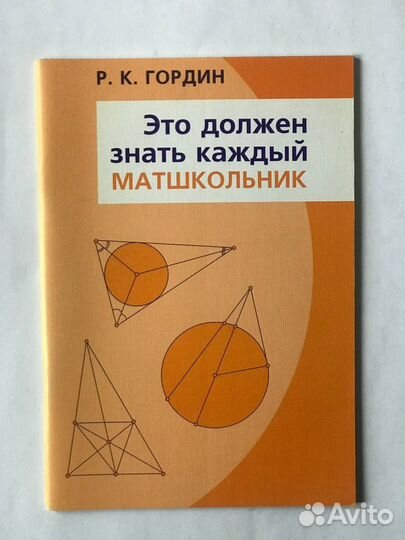 Р. К. ГОРДИН
Это должен
знать каждый
МАТШКОЛЬНИК
Avito